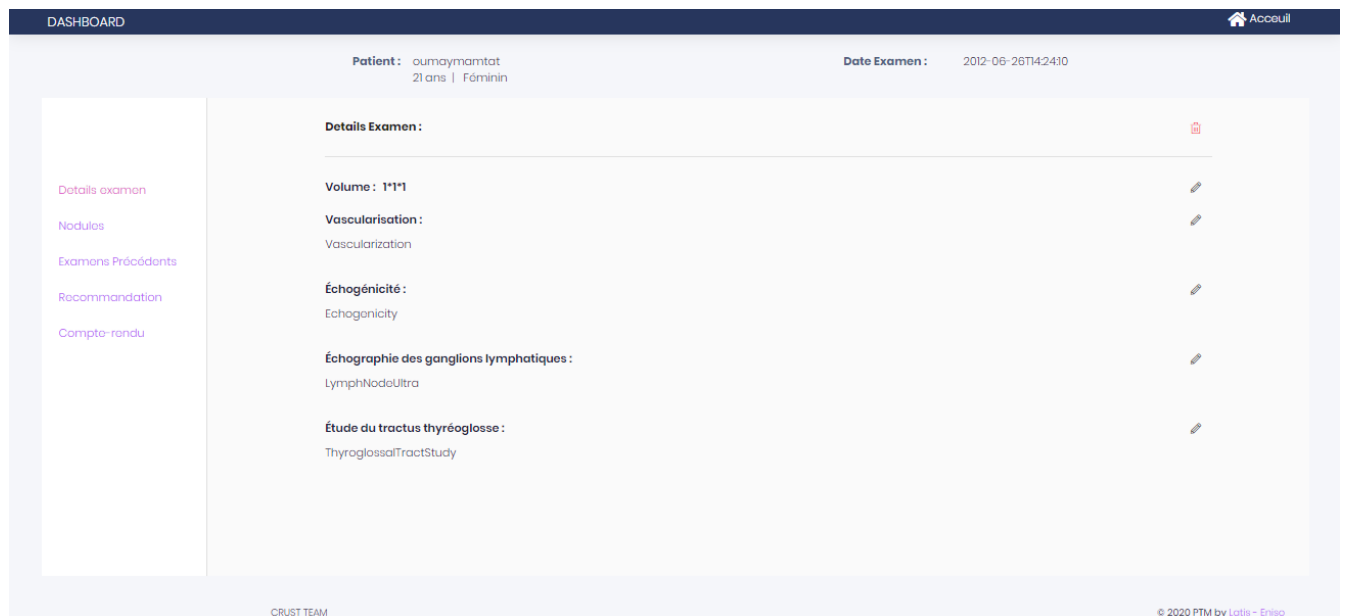 DASHBOARD
Acceuil
Patient : oumaymamtat
21 ans | Féminin
Date Examen : 2012-06-26T14:24:10
Details Examen :
Details examen
Nodules
Examens Précédents
Recommandation
Compte-rendu
Volume : 1*1*1
Vascularisation :
Vascularization
Échogénicité :
Echogenicity
Échographie des ganglions lymphatiques :
LymphNodeUltra
Étude du tractus thyréoglosse :
ThyroglossalTractStudy
CRUST TEAM
© 2020 PTM by Latis - Eniso